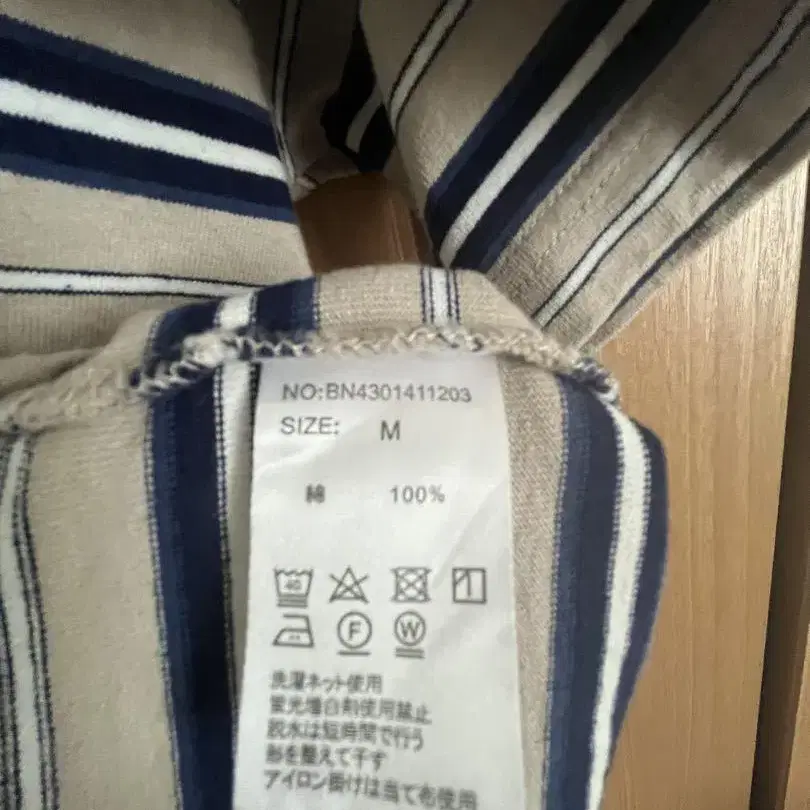 NO:BN4301411203
SIZE: M
綿 100%
40
F W
洗濯ネット使用
蛍光増白剤使用禁止
脱水は短時間で行う
形を整えて干す
アイロン掛けは当て布使用